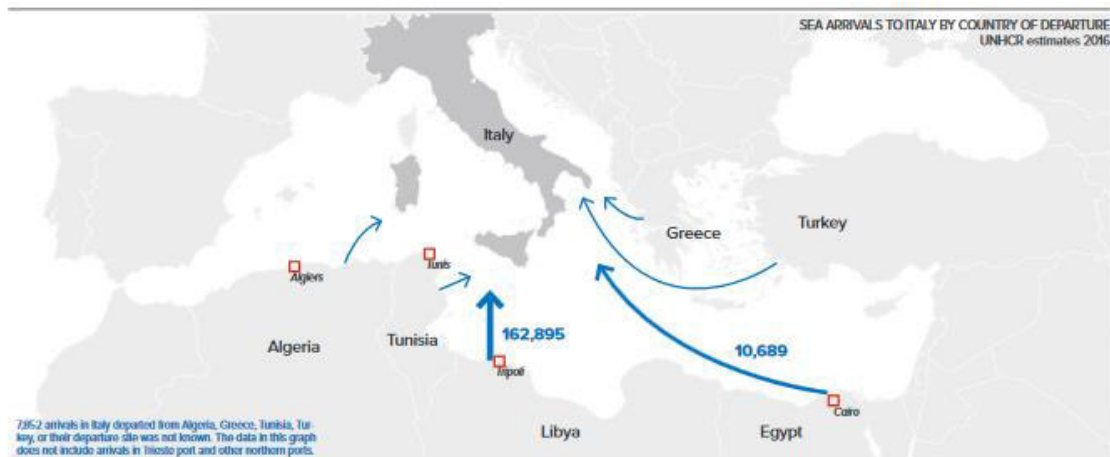 SEA ARRIVALS TO ITALY BY COUNTRY OF DEPARTURE
UNHCR estimates 2016
Italy
Greece
Turkey
Algiers
Tunis
Algeria
Tunisia
162,895
Tripoli
10,689
Cairo
Libya
Egypt
7,852 arrivals in Italy departed from Algeria, Greece, Tunisia, Tur-
key, or their departure site was not known. The data in this graph
does not include arrivals in Trieste port and other northern ports.